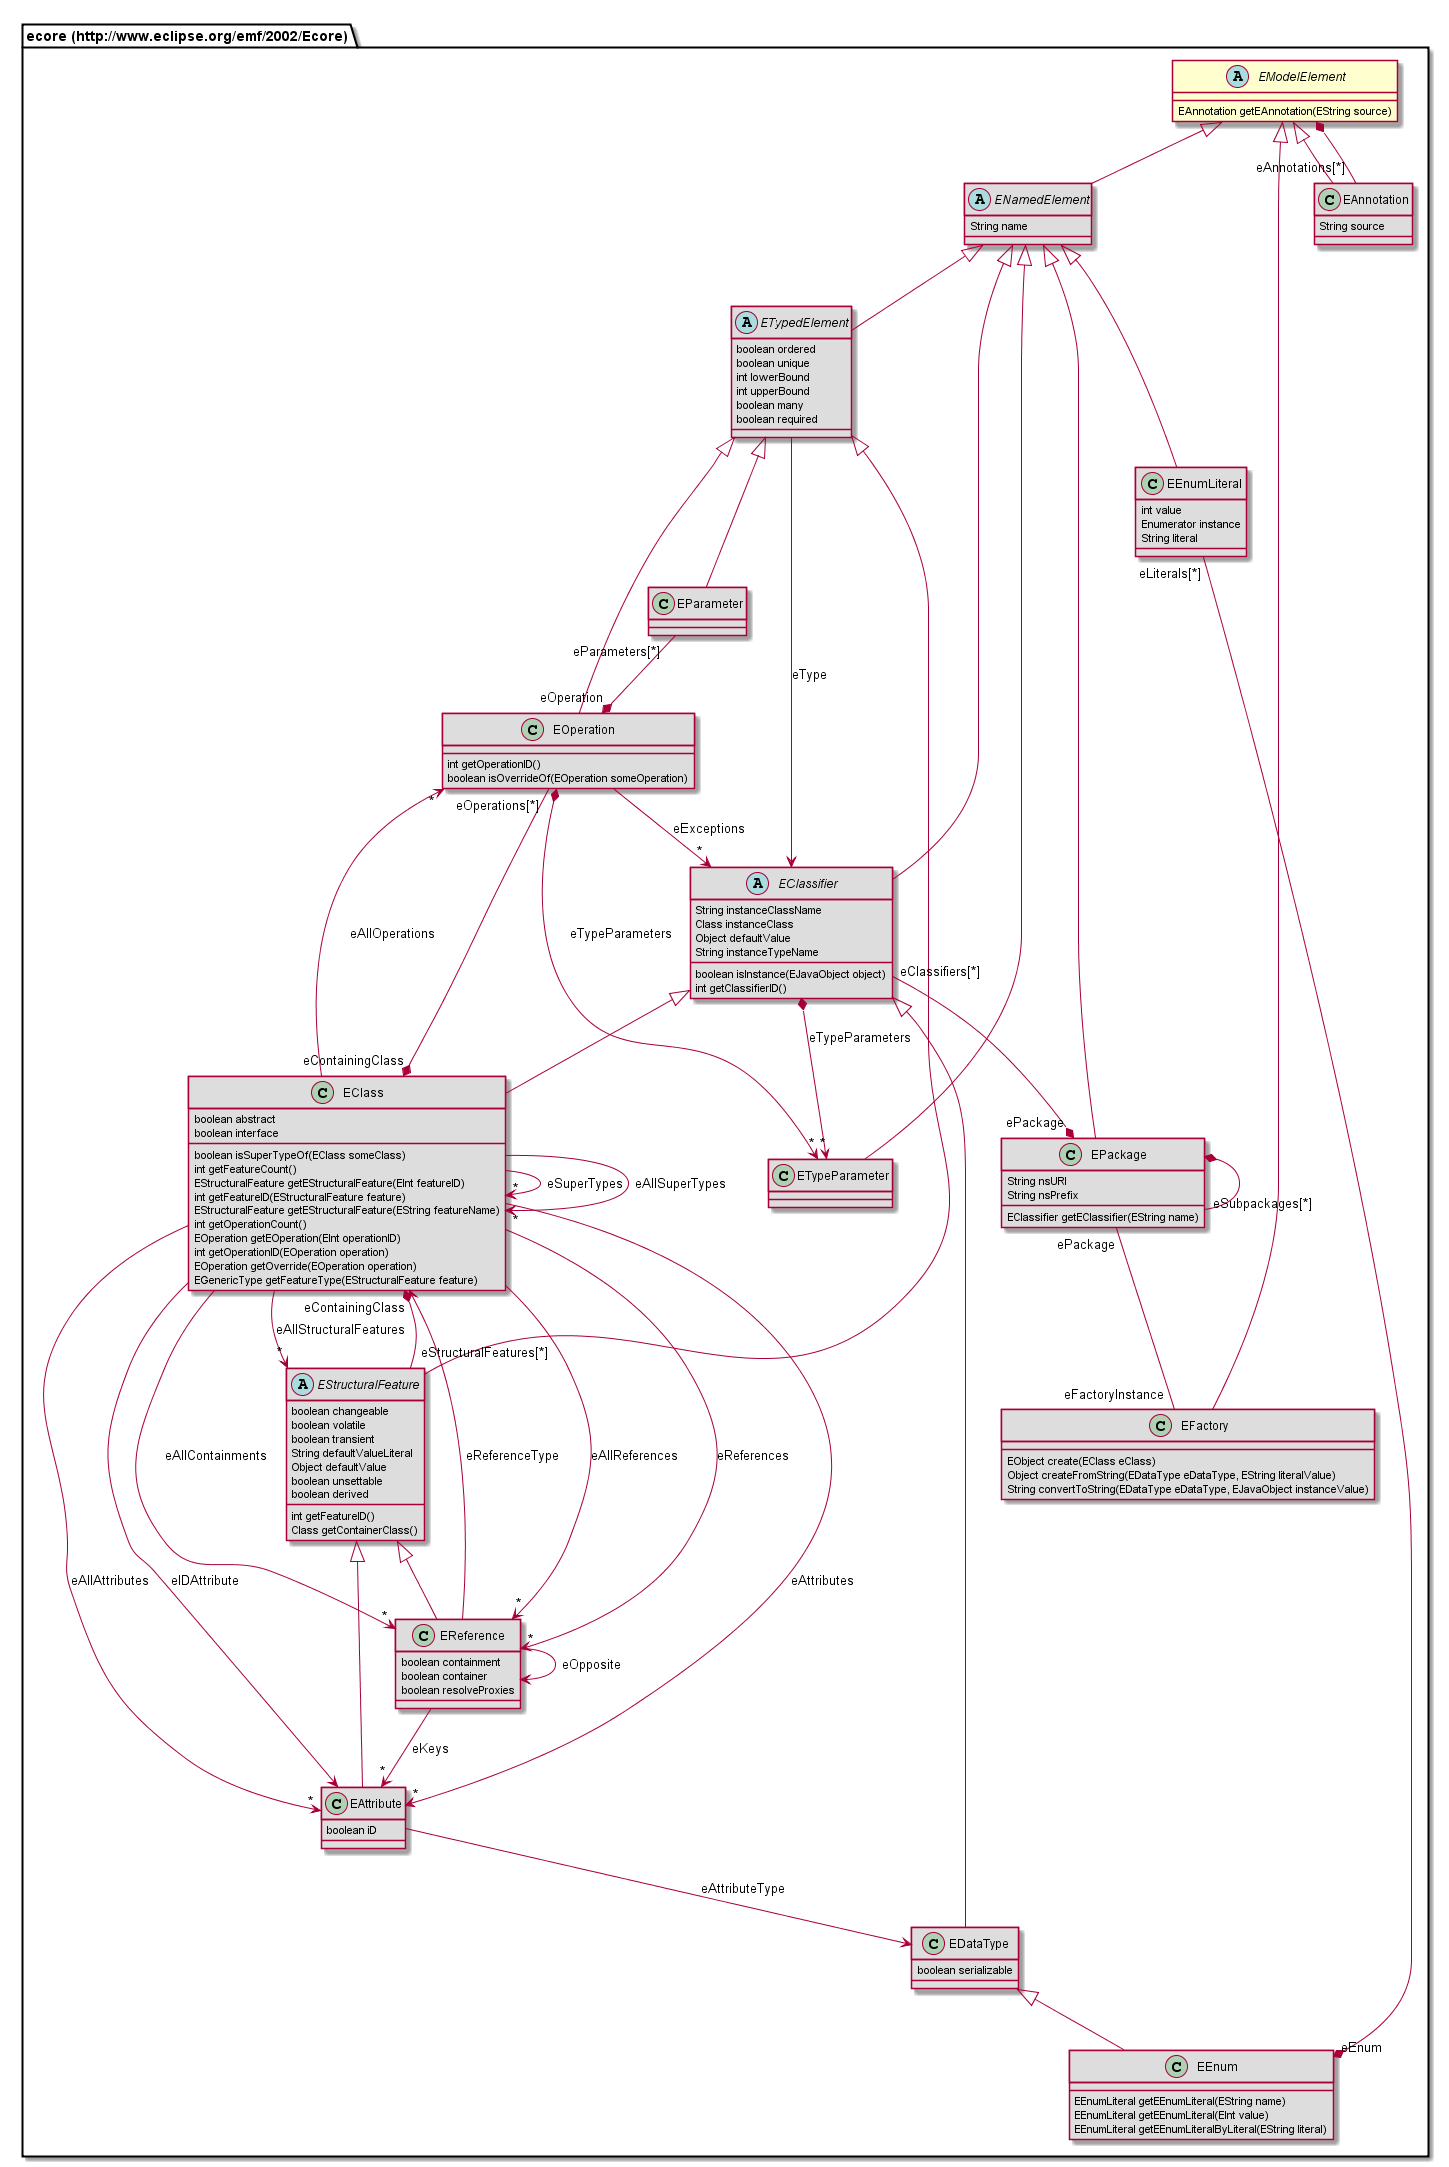 ecore (http://www.eclipse.org/emf/2002/Ecore)
A EModelElement
EAnnotation getEAnnotation(EString source)
eAnnotations[*]
A ENamedElement
String name
C EAnnotation
String source
A ETypedElement
boolean ordered
boolean unique
int lowerBound
int upperBound
boolean many
boolean required
C EEnumLiteral
int value
Enumerator instance
String literal
eLiterals[*]
C EParameter
eParameters[*]
eType
eOperation
C EOperation
int getOperationID()
boolean isOverrideOf(EOperation someOperation)
*
eOperations[*]
eExceptions
*
A EClassifier
String instanceClassName
Class instanceClass
Object defaultValue
String instanceTypeName
boolean isInstance(EJavaObject object)
int getClassifierID()
eAllOperations
eTypeParameters
eClassifiers[*]
eTypeParameters
eContainingClass
C EClass
boolean abstract
boolean interface
boolean isSuperTypeOf(EClass someClass)
int getFeatureCount()
EStructuralFeature getEStructuralFeature(EInt featureID)
int getFeatureID(EStructuralFeature feature)
EStructuralFeature getEStructuralFeature(EString featureName)
int getOperationCount()
EOperation getEOperation(EInt operationID)
int getOperationID(EOperation operation)
EOperation getOverride(EOperation operation)
EGenericType getFeatureType(EStructuralFeature feature)
*
eSuperTypes
eAllSuperTypes
*
* *
C ETypeParameter
ePackage
C EPackage
String nsURI
String nsPrefix
EClassifier getEClassifier(EString name)
eSubpackages[*]
ePackage
eContainingClass
eAllStructuralFeatures
*
eStructuralFeatures[*]
A EStructuralFeature
boolean changeable
boolean volatile
boolean transient
String defaultValueLiteral
Object defaultValue
boolean unsettable
boolean derived
int getFeatureID()
Class getContainerClass()
eFactoryInstance
C EFactory
EObject create(EClass eClass)
Object createFromString(EDataType eDataType, EString literalValue)
String convertToString(EDataType eDataType, EJavaObject instanceValue)
eAllContainments
eReferenceType
eAllReferences
eReferences
eAllAttributes
eIDAttribute
eAttributes
*
*
*
C EReference
boolean containment
boolean container
boolean resolveProxies
eOpposite
eKeys
*
*
*
C EAttribute
boolean iD
eAttributeType
C EDataType
boolean serializable
eEnum
C EEnum
EEnumLiteral getEEnumLiteral(EString name)
EEnumLiteral getEEnumLiteral(EInt value)
EEnumLiteral getEEnumLiteralByLiteral(EString literal)